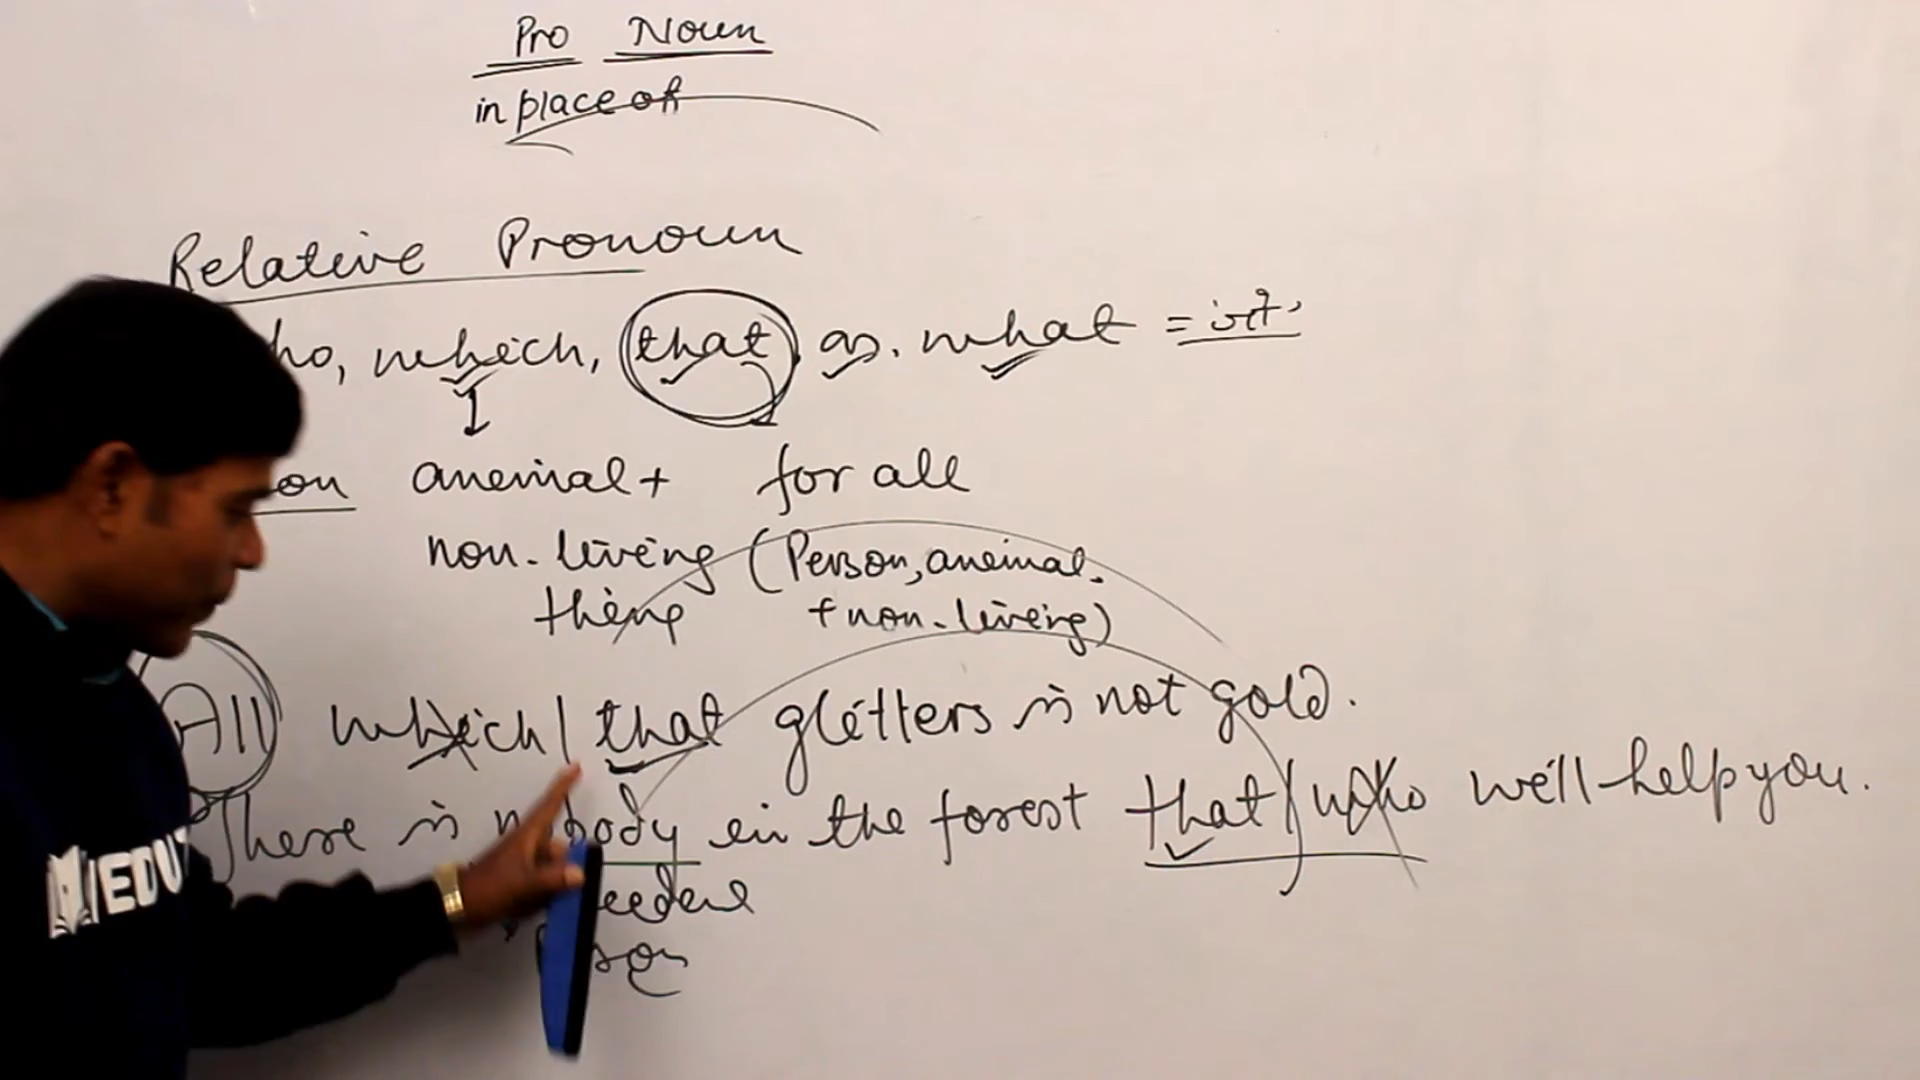 Pro Noun
in place of
Relative Pronoun
ho, which, that as. what =
on animal + for all
non-living (Person, animal.
thing + non-living)
All which / that glitters is not gold.
There is nobody in the forest that / who will help you.